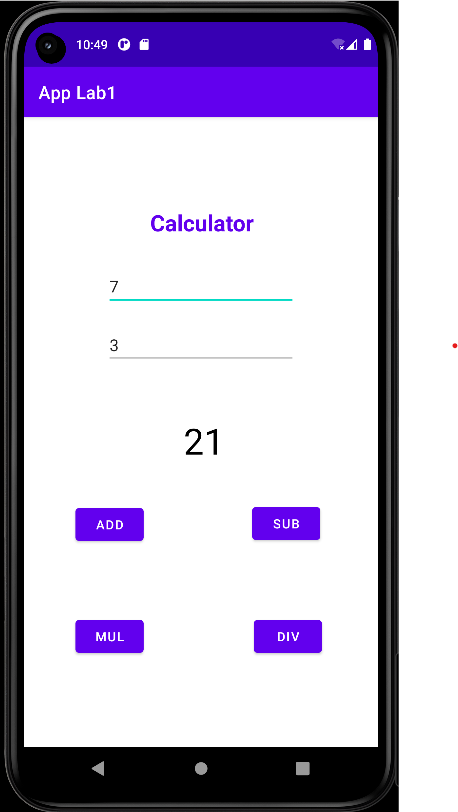 10:49
App Lab1
Calculator
7
3
21
ADD
SUB
MUL
DIV